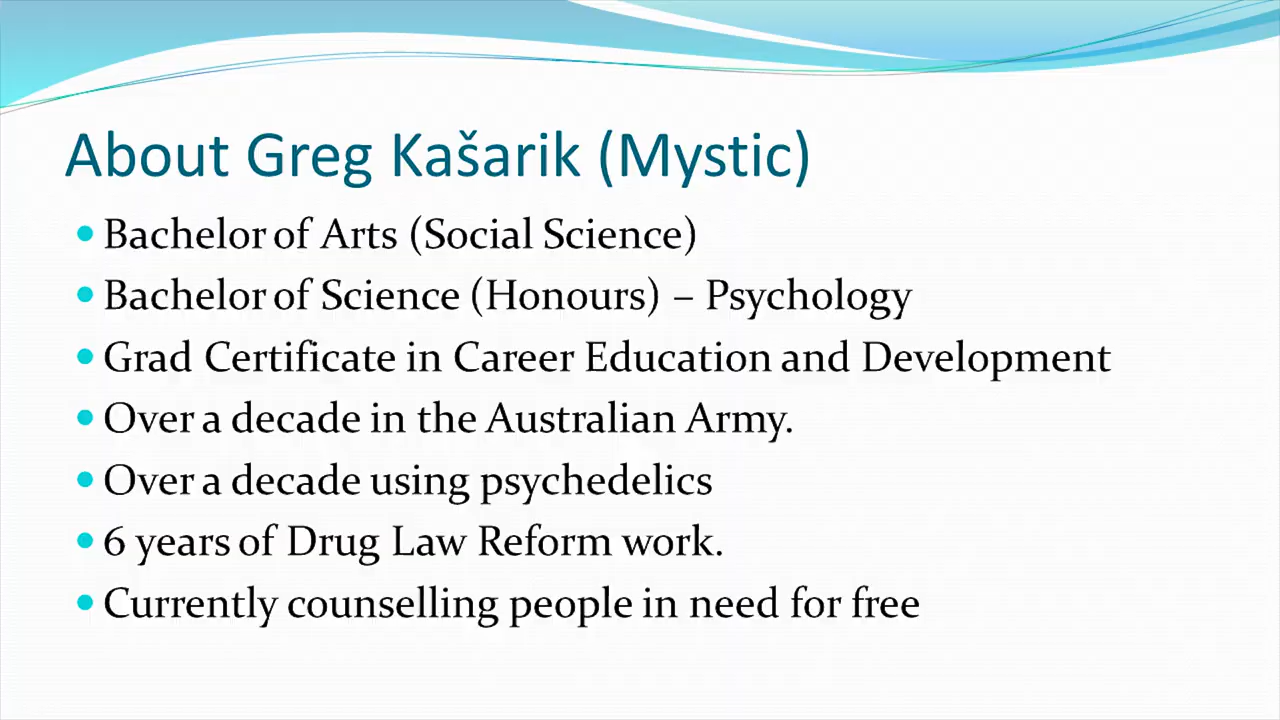 About Greg Kašarik (Mystic)
• Bachelor of Arts (Social Science)
• Bachelor of Science (Honours) – Psychology
• Grad Certificate in Career Education and Development
• Over a decade in the Australian Army.
• Over a decade using psychedelics
• 6 years of Drug Law Reform work.
• Currently counselling people in need for free